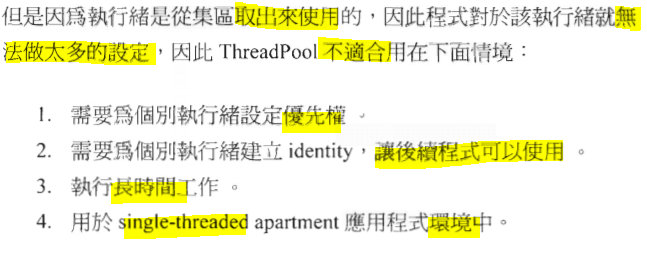 但是因為執行緒是從集區取出來使用的，因此程式對於該執行緒就無
法做太多的設定，因此 ThreadPool 不適合用在下面情境：
1. 需要為個別執行緒設定優先權。
2. 需要為個別執行緒建立 identity，讓後續程式可以使用。
3. 執行長時間工作。
4. 用於 single-threaded apartment 應用程式環境中。